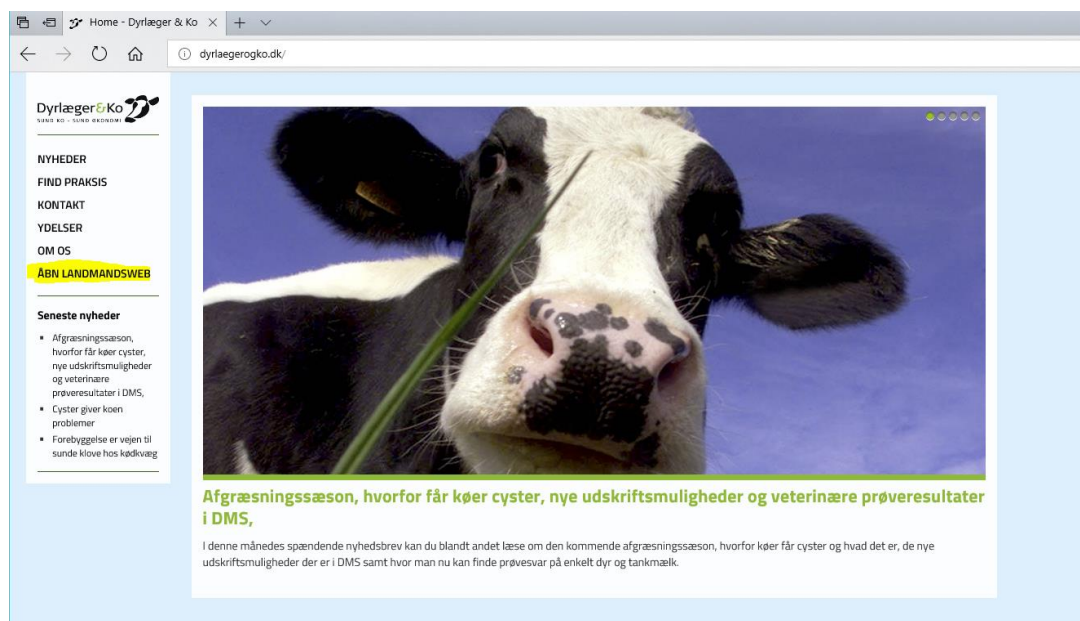 Home - Dyrlæger & Ko
dyrlaegerogko.dk/
Dyrlæger&Ko
SUND KO - SUND ØKONOMI
NYHEDER
FIND PRAKSIS
KONTAKT
YDELSER
OM OS
ÅBN LANDMANDSWEB
Seneste nyheder
Afgræsningssæson,
hvorfor får køer cyster,
nye udskriftsmuligheder
og veterinære
prøveresultater i DMS,
Cyster giver koen
problemer
Forebyggelse er vejen til
sunde klove hos kødkvæg
Afgræsningssæson, hvorfor får køer cyster, nye udskriftsmuligheder og veterinære prøveresultater
i DMS,
I denne måneds spændende nyhedsbrev kan du blandt andet læse om den kommende afgræsningssæson, hvorfor køer får cyster og hvad det er, de nye
udskriftsmuligheder der er i DMS samt hvor man nu kan finde prøvesvar på enkelt dyr og tankmælk.